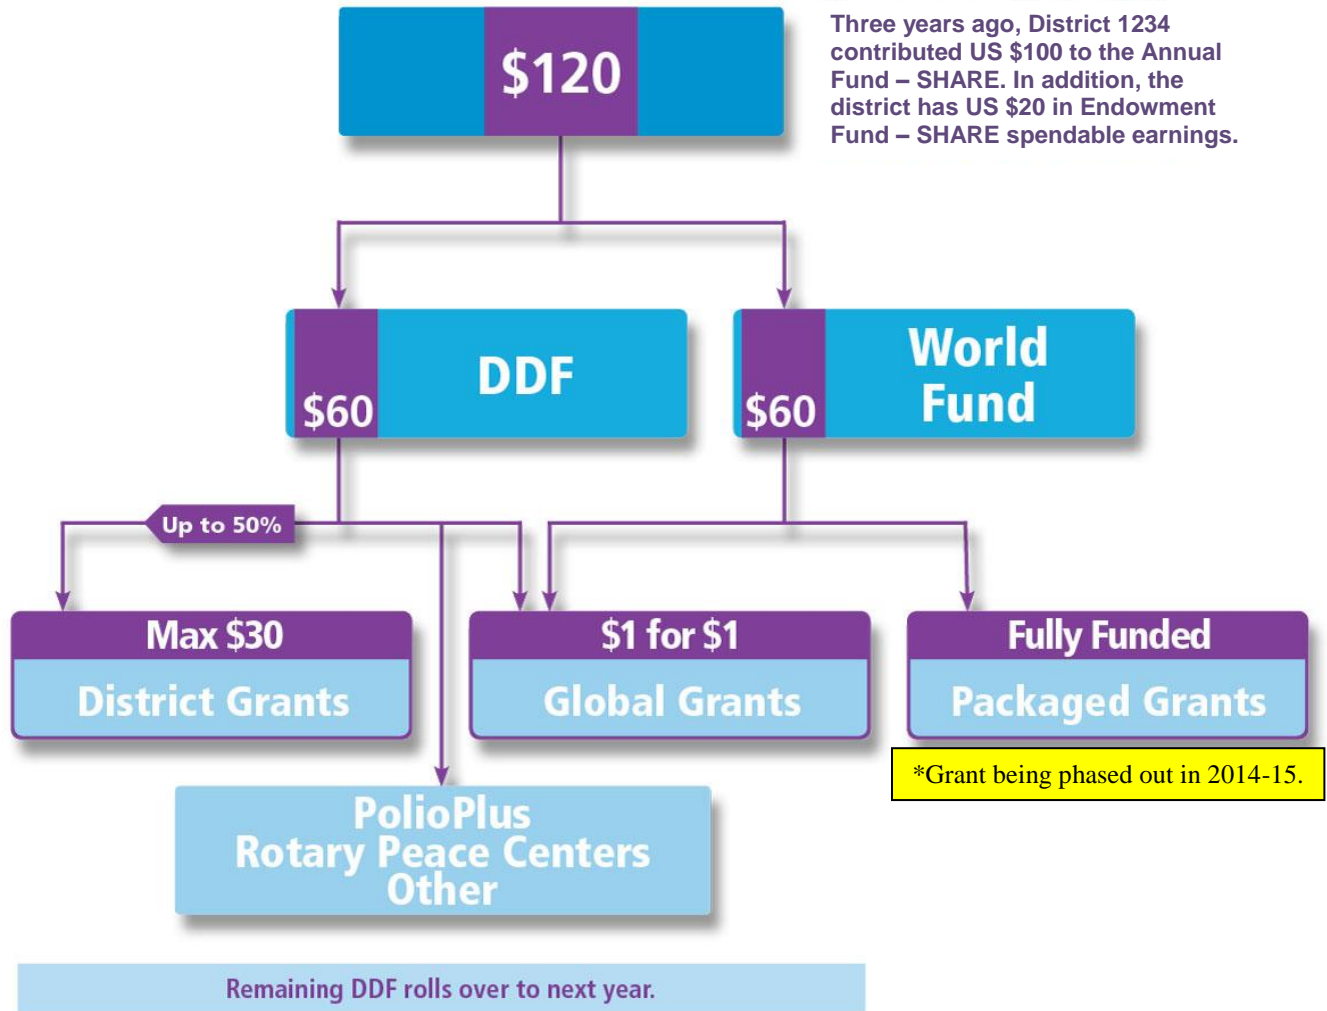 $120
Three years ago, District 1234
contributed US $100 to the Annual
Fund – SHARE. In addition, the
district has US $20 in Endowment
Fund – SHARE spendable earnings.
$60
DDF
$60
World
Fund
Up to 50%
Max $30
District Grants
$1 for $1
Global Grants
Fully Funded
Packaged Grants
*Grant being phased out in 2014-15.
PolioPlus
Rotary Peace Centers
Other
Remaining DDF rolls over to next year.